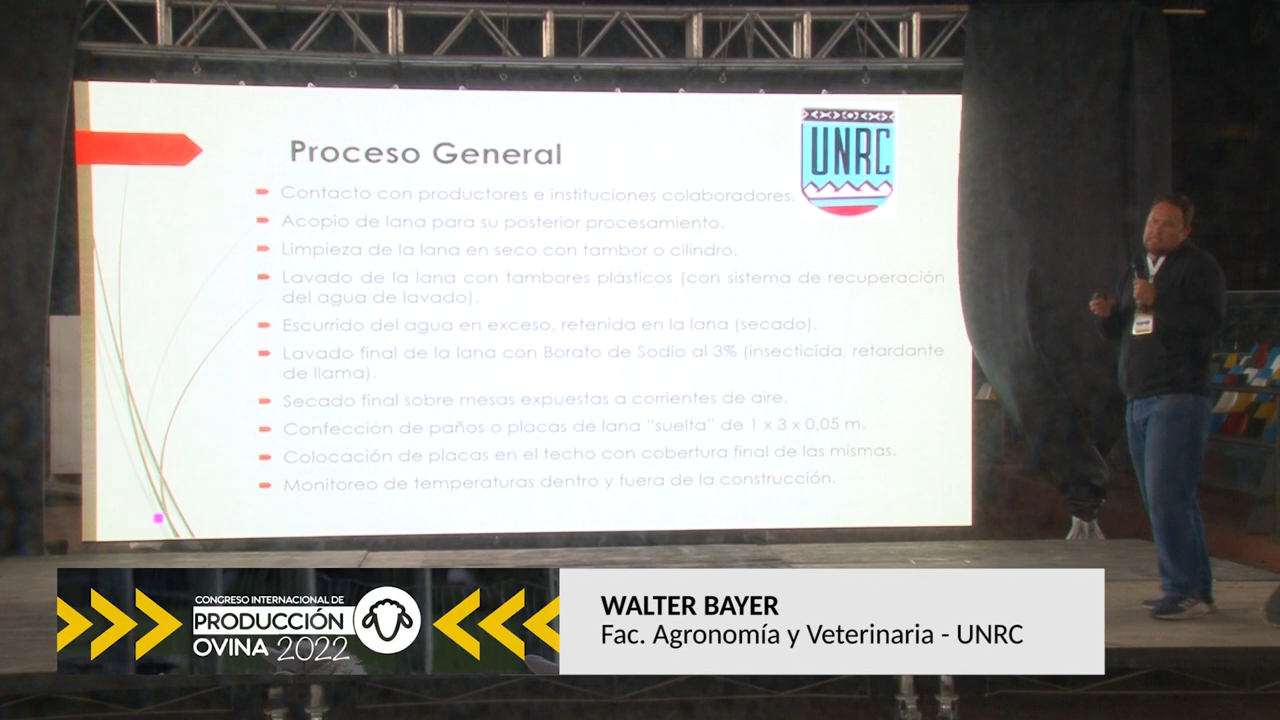 Proceso General
UNRC
Contacto con productores e instituciones colaboradores.
Acopio de lana para su posterior procesamiento.
Limpieza de la lana en seco con tambor o cilindro.
Lavado de la lana con tambores plásticos (con sistema de recuperación
del agua de lavado).
Escurrido del agua en exceso, retenida en la lana (secado).
Lavado final de la lana con Borato de Sodio al 3% (insecticida, retardante
de llama).
Secado final sobre mesas expuestas a corrientes de aire.
Confección de paños o placas de lana "suelta" de 1 x 3 x 0,05 m.
Colocación de placas en el techo con cobertura final de las mismas.
Monitoreo de temperaturas dentro y fuera de la construcción.
CONGRESO INTERNACIONAL DE
PRODUCCIÓN
OVINA 2022
WALTER BAYER
Fac. Agronomía y Veterinaria - UNRC